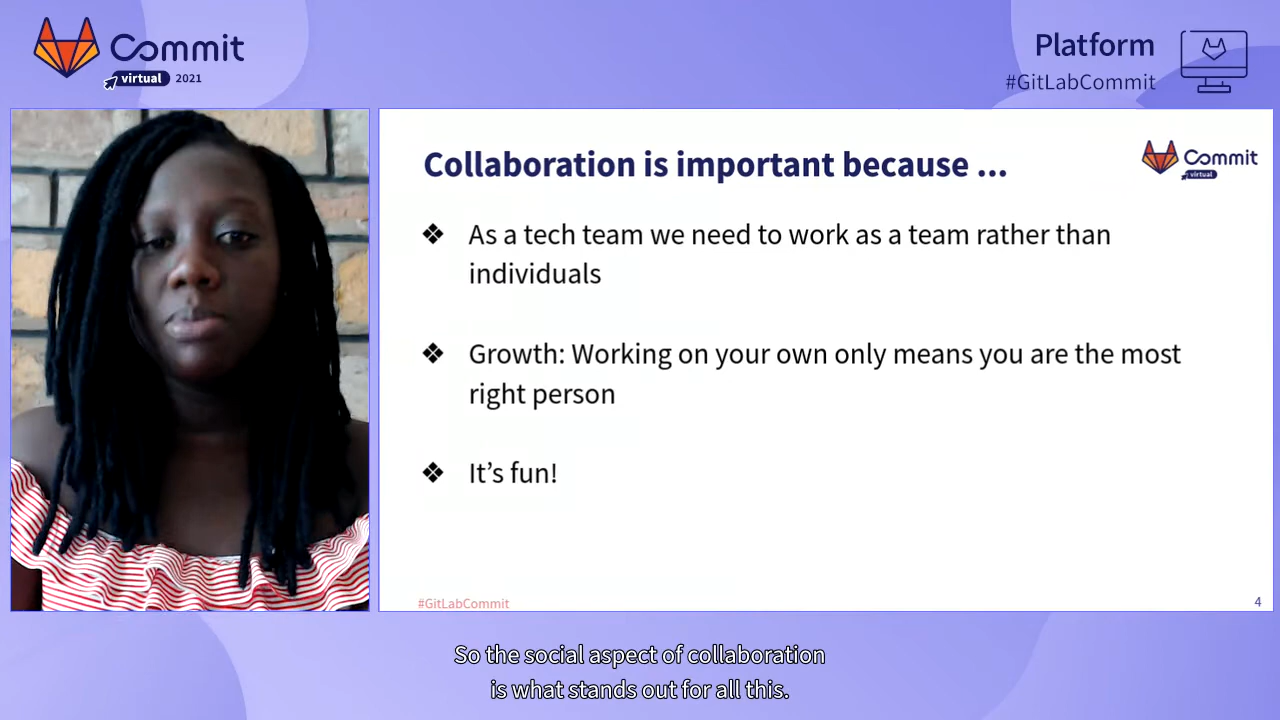 Commit
virtual 2021
Platform
#GitLabCommit
Collaboration is important because ...
Commit
virtual
❖ As a tech team we need to work as a team rather than
individuals
❖ Growth: Working on your own only means you are the most
right person
❖ It’s fun!
#GitLabCommit
4
So the social aspect of collaboration
is what stands out for all this.